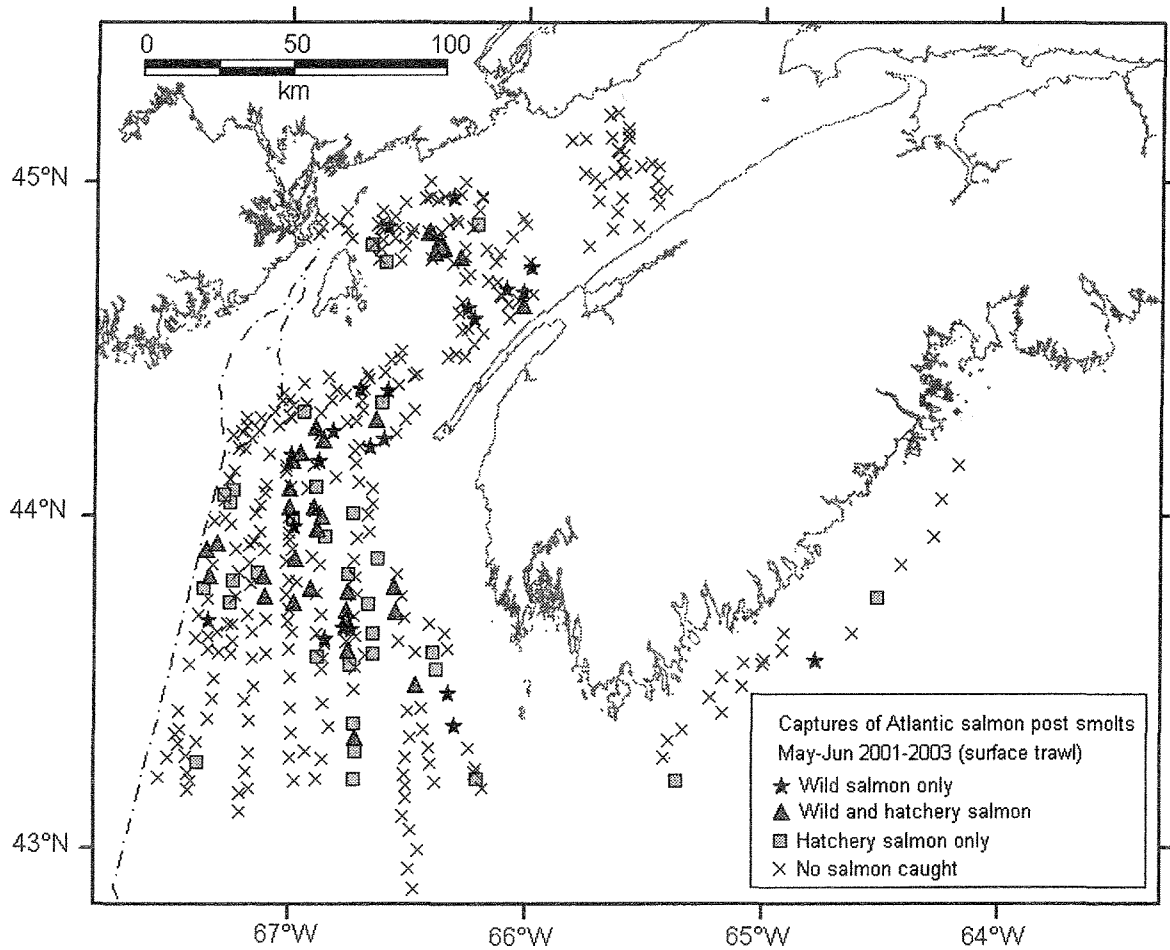 0 50 100
km
45°N
44°N
43°N
Captures of Atlantic salmon post smolts
May-Jun 2001-2003 (surface trawl)
Wild salmon only
Wild and hatchery salmon
Hatchery salmon only
No salmon caught
67°W 66°W 65°W 64°W